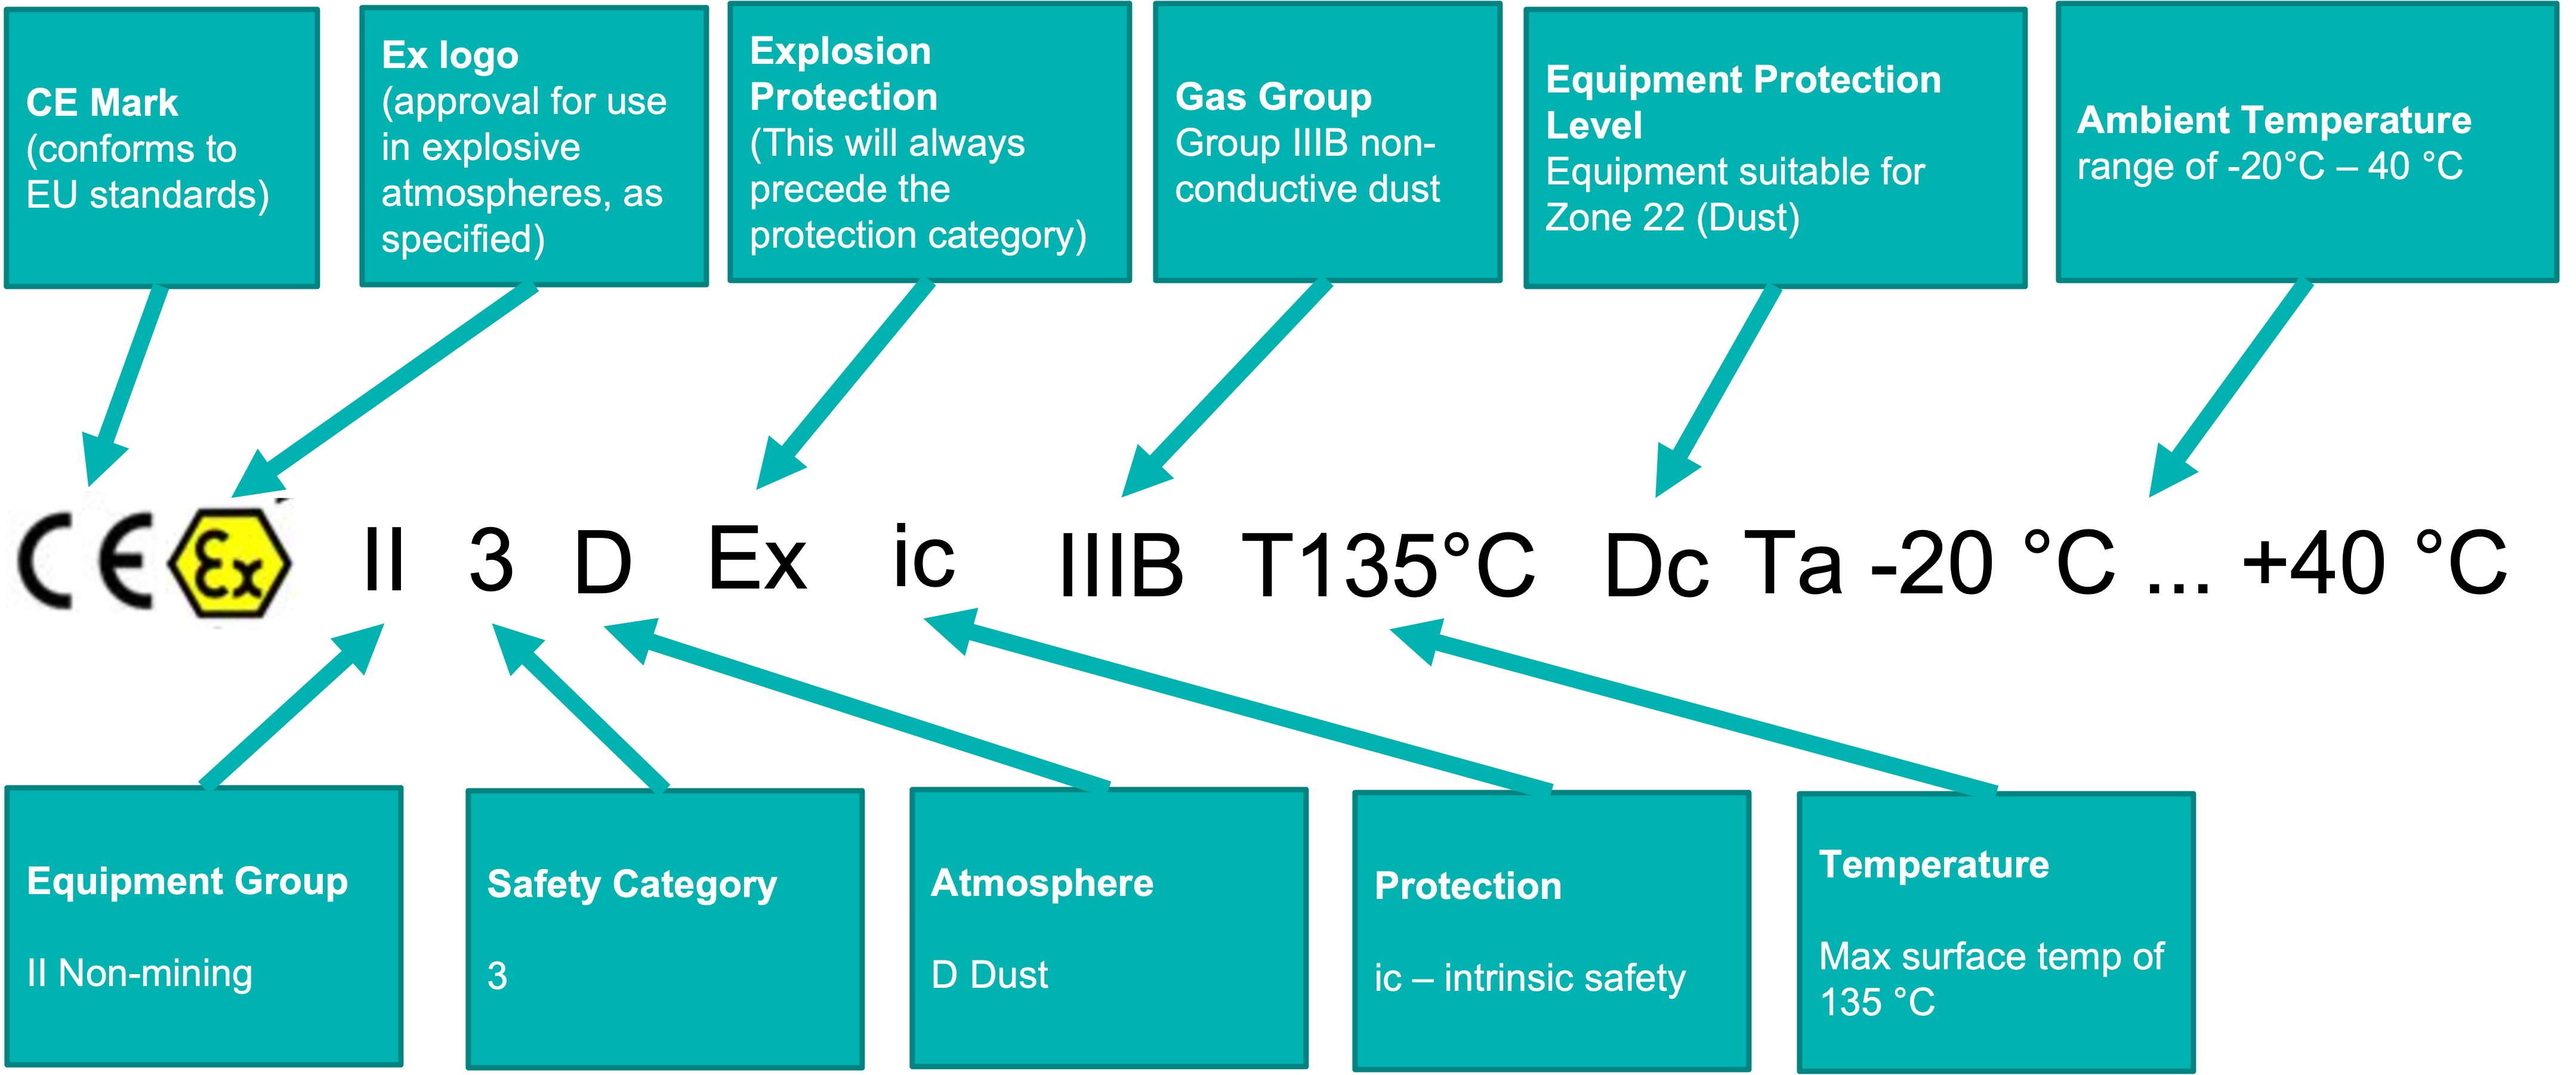 CE Mark
(conforms to
EU standards)
Ex logo
(approval for use
in explosive
atmospheres, as
specified)
Explosion
Protection
(This will always
precede the
protection category)
Gas Group
Group IIIB non-
conductive dust
Equipment Protection
Level
Equipment suitable for
Zone 22 (Dust)
Ambient Temperature
range of -20°C – 40 °C
CE Ex II 3 D Ex ic IIIB T135°C Dc Ta -20 °C ... +40 °C
Equipment Group
II Non-mining
Safety Category
3
Atmosphere
D Dust
Protection
ic – intrinsic safety
Temperature
Max surface temp of
135 °C